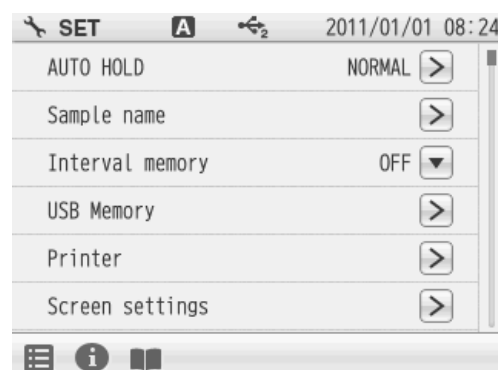 SET A 2 2011/01/01 08:24
AUTO HOLD NORMAL
Sample name
Interval memory OFF
USB Memory
Printer
Screen settings